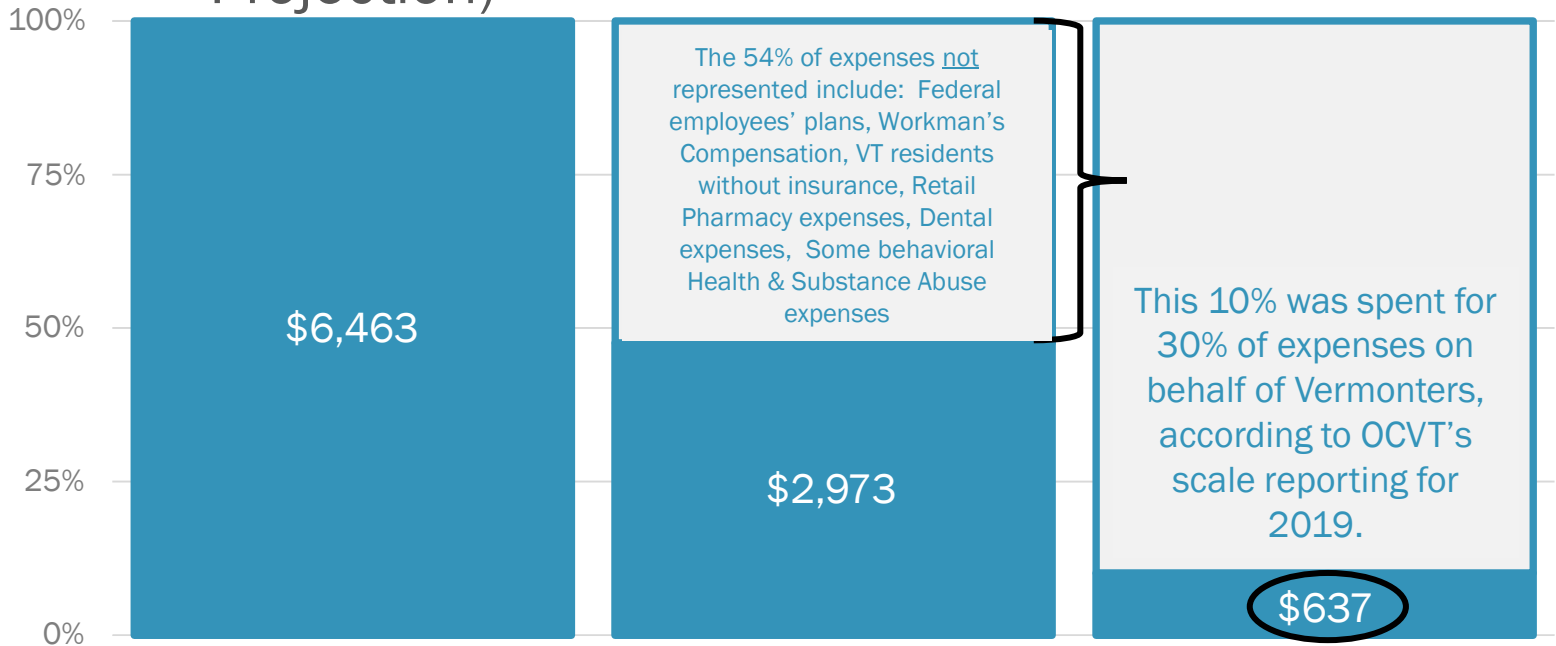 Projection)
100%
75%
50%
25%
0%
$6,463
The 54% of expenses not
represented include:  Federal
employees’ plans, Workman’s
Compensation, VT residents
without insurance, Retail
Pharmacy expenses, Dental
expenses,  Some behavioral
Health & Substance Abuse
expenses
$2,973
This 10% was spent for
30% of expenses on
behalf of Vermonters,
according to OCVT’s
scale reporting for
2019.
$637